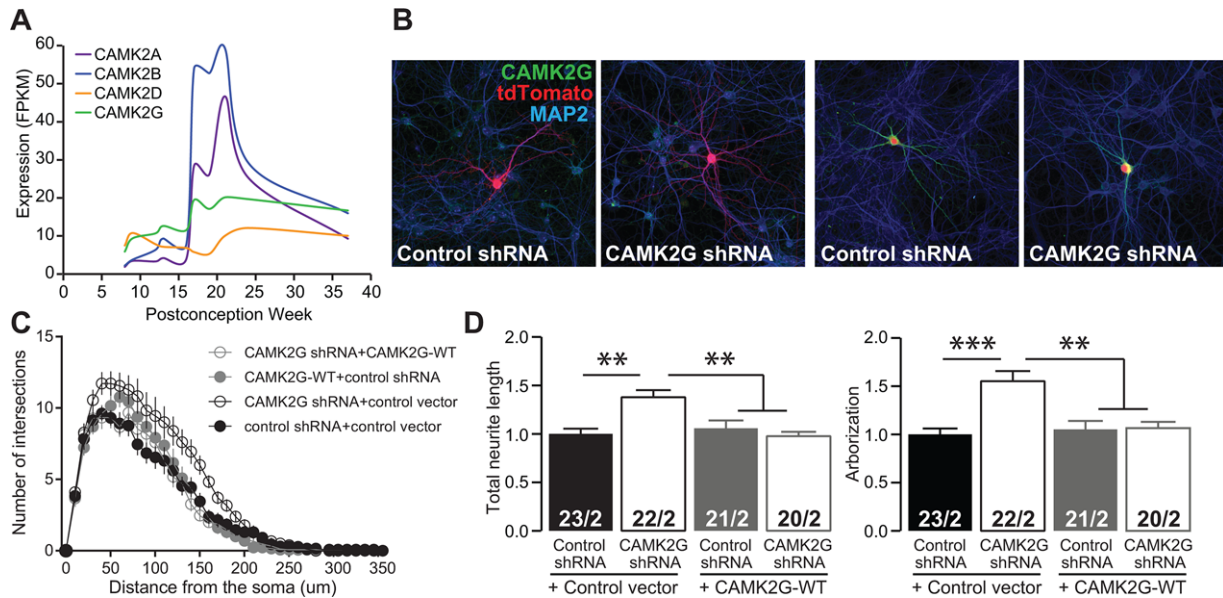 A
Expression (FPKM)
60
50
40
30
20
10
0
CAMK2A
CAMK2B
CAMK2D
CAMK2G
0 5 10 15 20 25 30 35 40
Postconception Week
B
CAMK2G
tdTomato
MAP2
Control shRNA
CAMK2G shRNA
Control shRNA
CAMK2G shRNA
C
Number of intersections
15
10
5
0
CAMK2G shRNA+CAMK2G-WT
CAMK2G-WT+control shRNA
CAMK2G shRNA+control vector
control shRNA+control vector
0 50 100 150 200 250 300 350
Distance from the soma (um)
D
Total neurite length
2.0
1.5
1.0
0.5
0.0
** **
23/2 22/2 21/2 20/2
Control CAMK2G Control CAMK2G
shRNA shRNA shRNA shRNA
+ Control vector + CAMK2G-WT
Arborization
2.0
1.5
1.0
0.5
0.0
*** **
23/2 22/2 21/2 20/2
Control CAMK2G Control CAMK2G
shRNA shRNA shRNA shRNA
+ Control vector + CAMK2G-WT